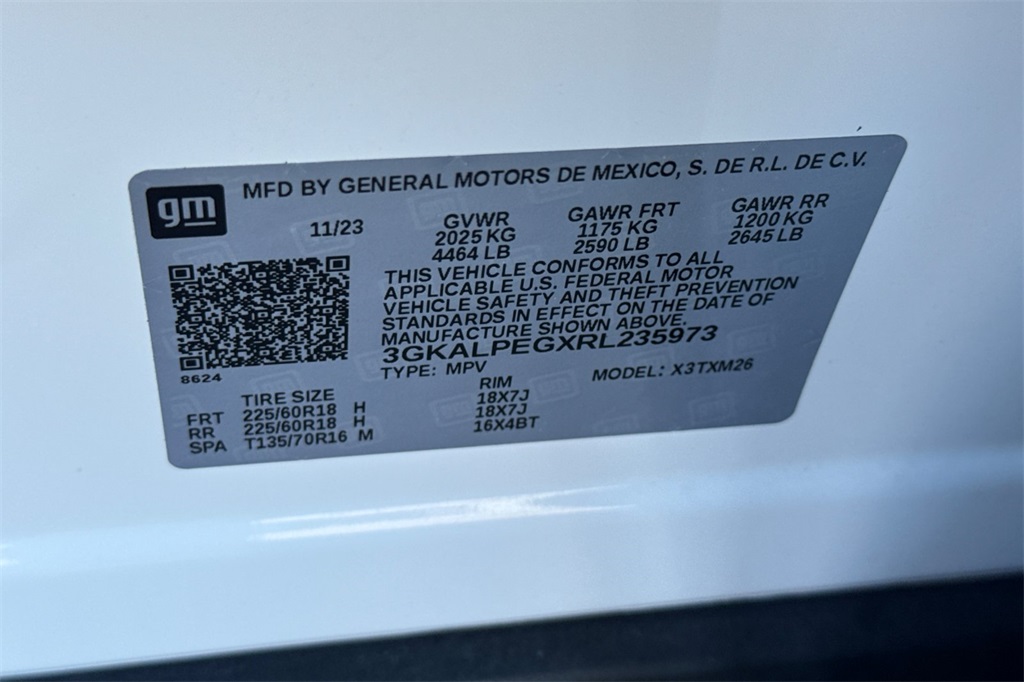 gm
MFD BY GENERAL MOTORS DE MEXICO, S. DE R.L. DE C.V.
11/23
GVWR
2025 KG
4464 LB
GAWR FRT
1175 KG
2590 LB
GAWR RR
1200 KG
2645 LB
THIS VEHICLE CONFORMS TO ALL
APPLICABLE U.S. FEDERAL MOTOR
VEHICLE SAFETY AND THEFT PREVENTION
STANDARDS IN EFFECT ON THE DATE OF
MANUFACTURE SHOWN ABOVE.
3GKALPEGXRL235973
TYPE: MPV
MODEL: X3TXM26
8624
TIRE SIZE RIM
FRT 225/60R18 H 18X7J
RR 225/60R18 H 18X7J
SPA T135/70R16 M 16X4BT